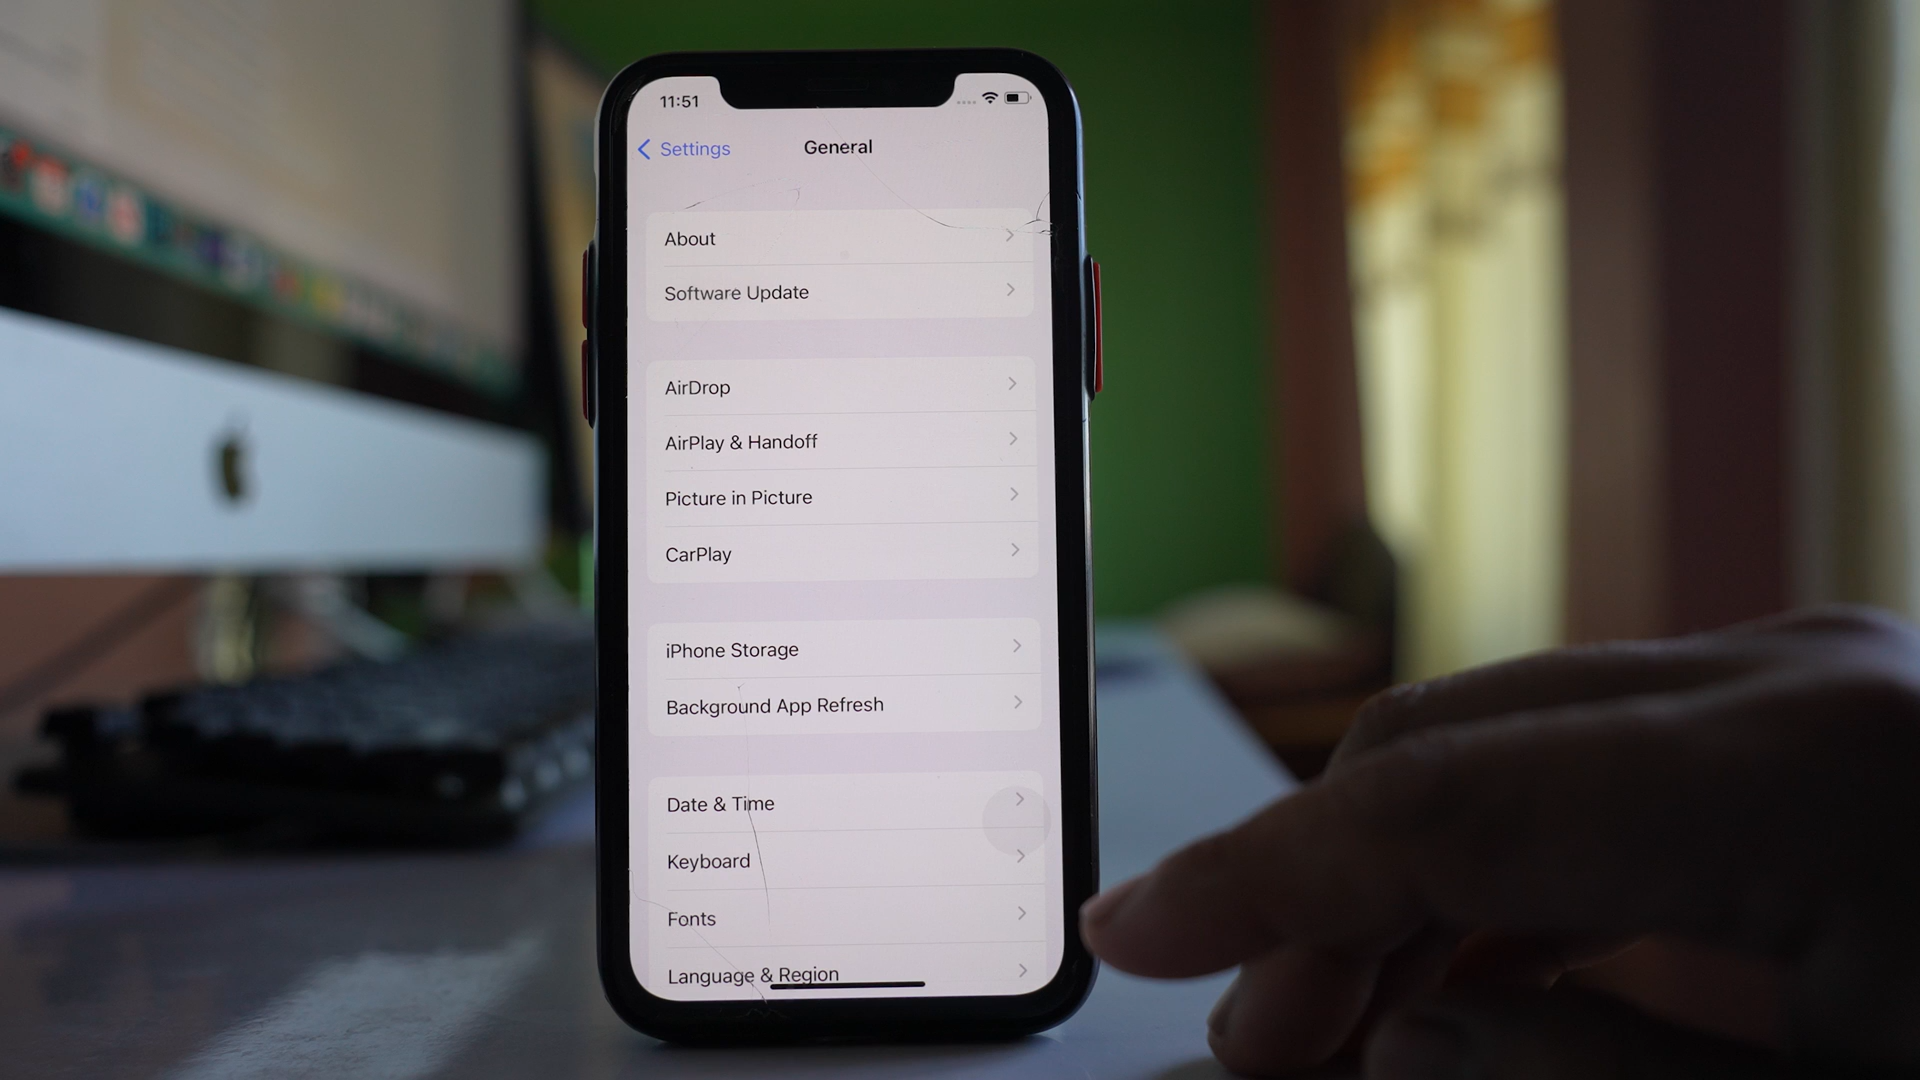 11:51
Settings
General
About
Software Update
AirDrop
AirPlay & Handoff
Picture in Picture
CarPlay
iPhone Storage
Background App Refresh
Date & Time
Keyboard
Fonts
Language & Region